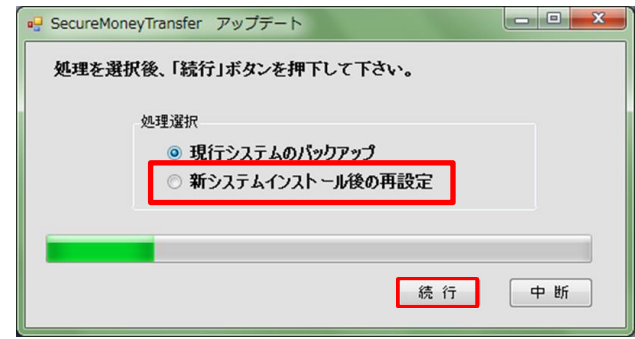 SecureMoneyTransfer アップデート
処理を選択後、「続行」ボタンを押下して下さい。
処理選択
現行システムのバックアップ
新システムインストール後の再設定
続 行
中 断